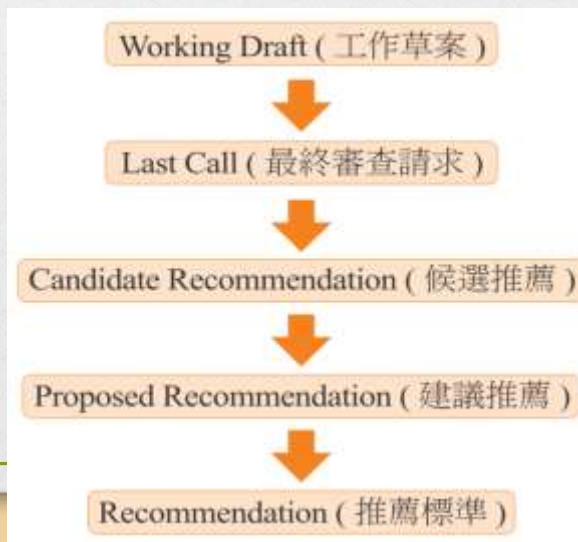 Working Draft ( 工作草案 )
Last Call ( 最終審查請求 )
Candidate Recommendation ( 候選推薦 )
Proposed Recommendation ( 建議推薦 )
Recommendation ( 推薦標準 )